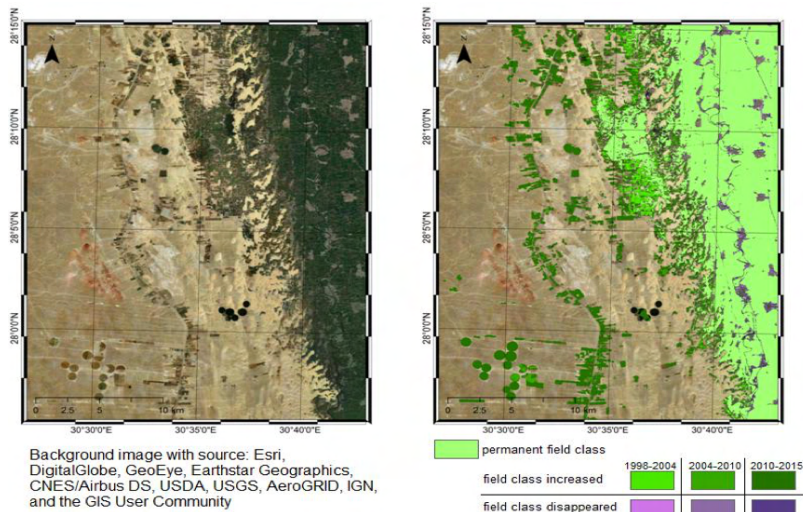 28°15'0"N
28°10'0"N
28°5'0"N
28°0'0"N
N
0 2.5 5 10 km
30°30'0"E 30°35'0"E 30°40'0"E
Background image with source: Esri,
DigitalGlobe, GeoEye, Earthstar Geographics,
CNES/Airbus DS, USDA, USGS, AeroGRID, IGN,
and the GIS User Community
28°15'0"N
28°10'0"N
28°5'0"N
28°0'0"N
N
0 2.5 5 10 km
30°30'0"E 30°35'0"E 30°40'0"E
permanent field class
1998-2004 2004-2010 2010-2015
field class increased
field class disappeared